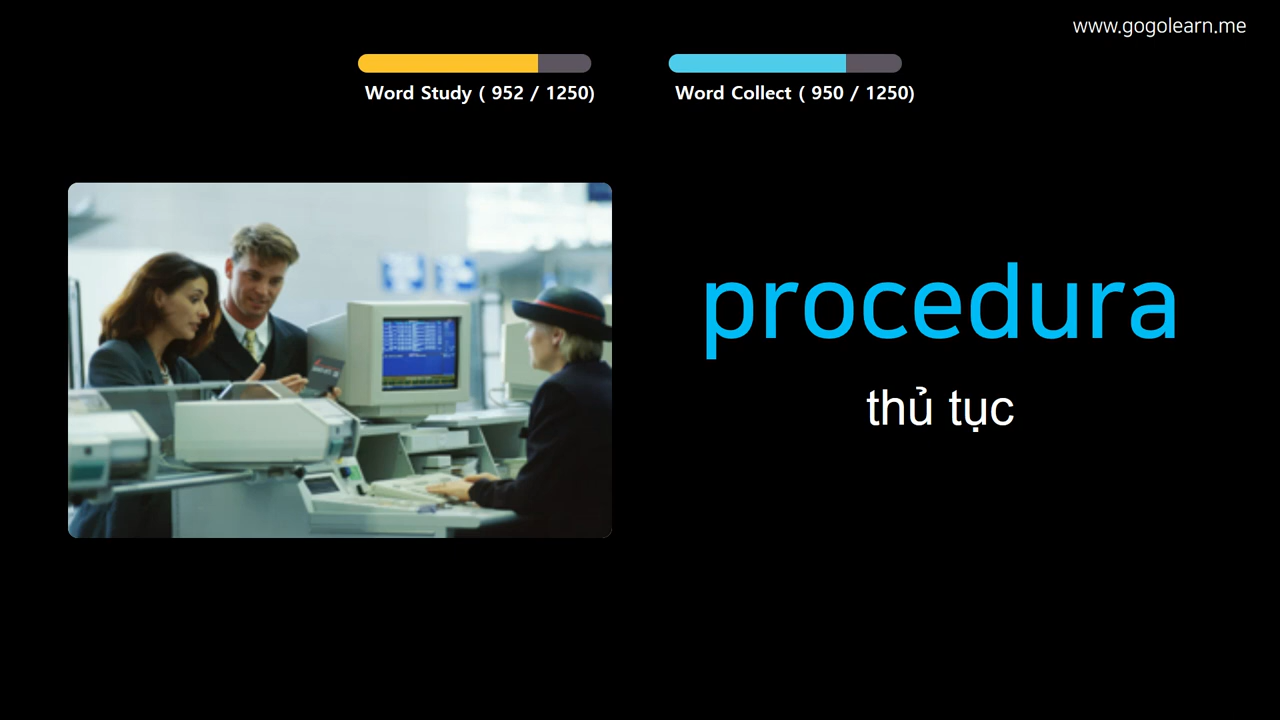 www.gogolearn.me
Word Study ( 952 / 1250)
Word Collect ( 950 / 1250)
procedura
thủ tục